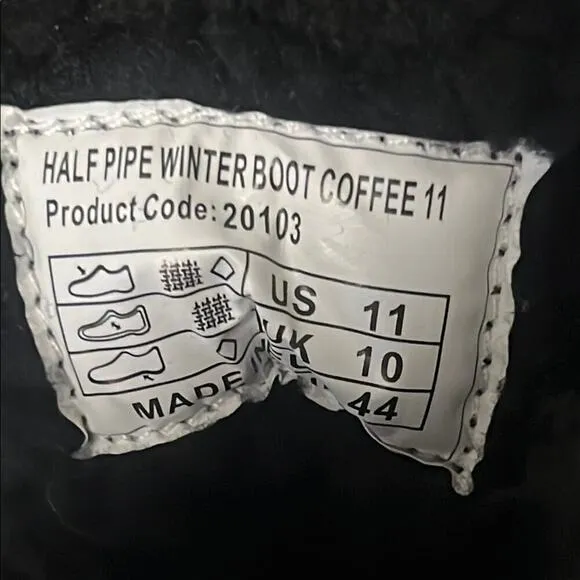 HALF PIPE WINTER BOOT COFFEE 11
Product Code: 20103
US 11
UK 10
44
MADE